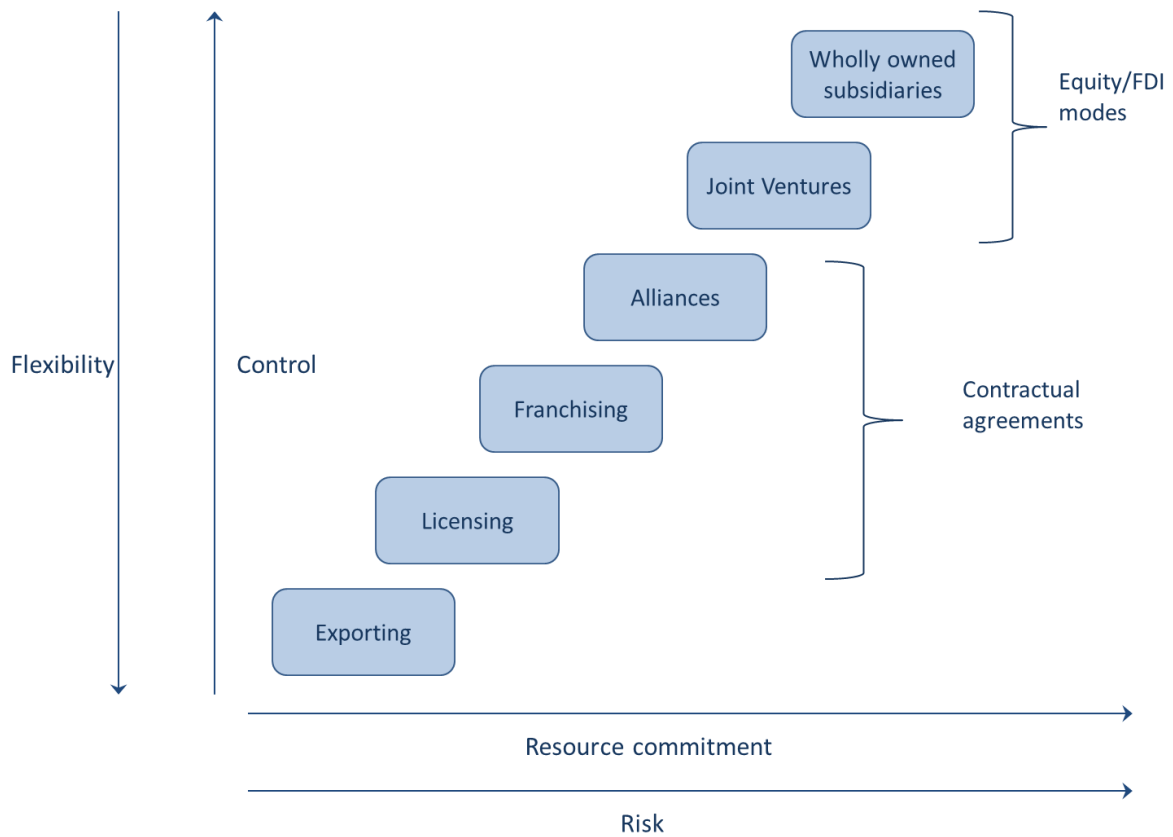 Wholly owned
subsidiaries
Equity/FDI
modes
Joint Ventures
Alliances
Flexibility
Control
Franchising
Contractual
agreements
Licensing
Exporting
Resource commitment
Risk